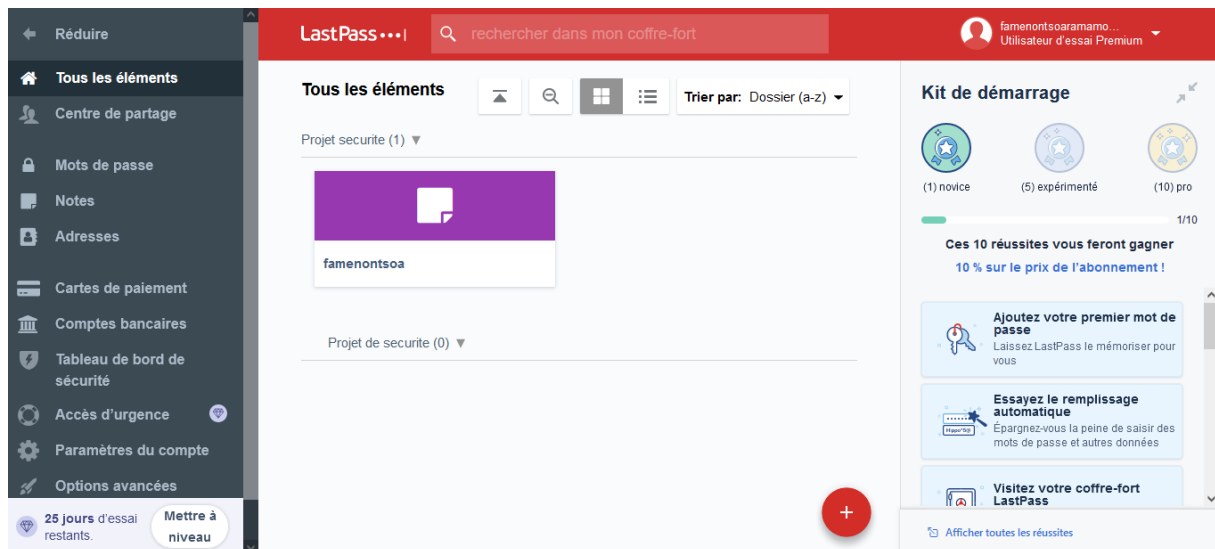 Réduire
Tous les éléments
Centre de partage
Mots de passe
Notes
Adresses
Cartes de paiement
Comptes bancaires
Tableau de bord de
sécurité
Accès d'urgence
Paramètres du compte
Options avancées
25 jours d'essai
restants.
Mettre à
niveau
LastPass
rechercher dans mon coffre-fort
famenontsoaramamo...
Utilisateur d'essai Premium
Tous les éléments
Trier par: Dossier (a-z)
Projet securite (1)
famenontsoa
Projet de securite (0)
Kit de démarrage
(1) novice
(5) expérimenté
(10) pro
1/10
Ces 10 réussites vous feront gagner
10 % sur le prix de l'abonnement !
Ajoutez votre premier mot de
passe
Laissez LastPass le mémoriser pour
vous
Essayez le remplissage
automatique
Épargnez-vous la peine de saisir des
mots de passe et autres données
Visitez votre coffre-fort
LastPass
Afficher toutes les réussites